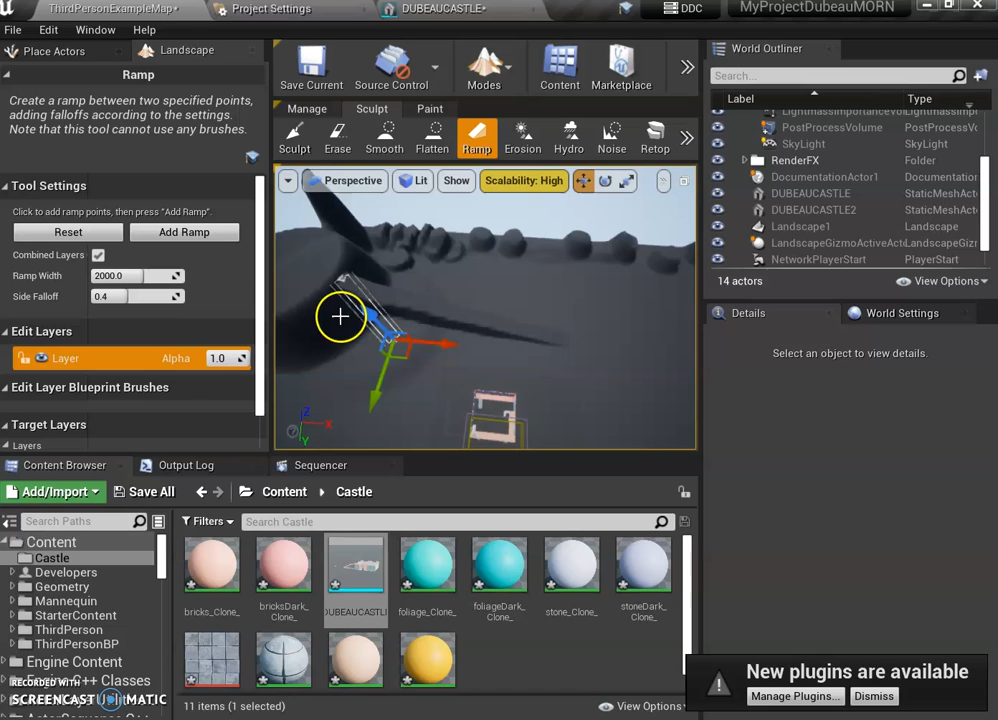 ThirdPersonExampleMap*
Project Settings
DUBEAUCASTLE*
DDC
MyProjectDubeauMORN
File Edit Window Help
Place Actors
Landscape
Ramp
Create a ramp between two specified points, adding falloffs according to the settings.
Note that this tool cannot use any brushes.
Tool Settings
Click to add ramp points, then press "Add Ramp".
Reset
Add Ramp
Combined Layers
Ramp Width 2000.0
Side Falloff 0.4
Edit Layers
Layer Alpha 1.0
Edit Layer Blueprint Brushes
Target Layers
Layers
Save Current
Source Control
Modes
Content
Marketplace
Manage
Sculpt
Paint
Sculpt
Erase
Smooth
Flatten
Ramp
Erosion
Hydro
Noise
Retop
Perspective
Lit
Show
Scalability: High
Z
X
Y
World Outliner
Search...
Label
Type
LightmassImportanceVol
LightmassImp
PostProcessVolume
PostProcessVo
SkyLight
SkyLight
RenderFX
Folder
DocumentationActor1
Documentation
DUBEAUCASTLE
StaticMeshActo
DUBEAUCASTLE2
StaticMeshActo
Landscape1
Landscape
LandscapeGizmoActiveActo
LandscapeGizm
NetworkPlayerStart
PlayerStart
14 actors
View Options
Details
World Settings
Select an object to view details.
Content Browser
Output Log
Sequencer
Add/Import
Save All
Content
Castle
Search Paths
Filters
Search Castle
Content
Castle
Developers
Geometry
Mannequin
StarterContent
ThirdPerson
ThirdPersonBP
Engine Content
Engine C++ Classes
bricks_Clone_
bricksDark_Clone_
DUBEAUCASTL
foliage_Clone_
foliageDark_Clone_
stone_Clone_
stoneDark_Clone_
11 items (1 selected)
View Options
New plugins are available
Manage Plugins...
Dismiss
RECORDED WITH
SCREENCAST-O-MATIC